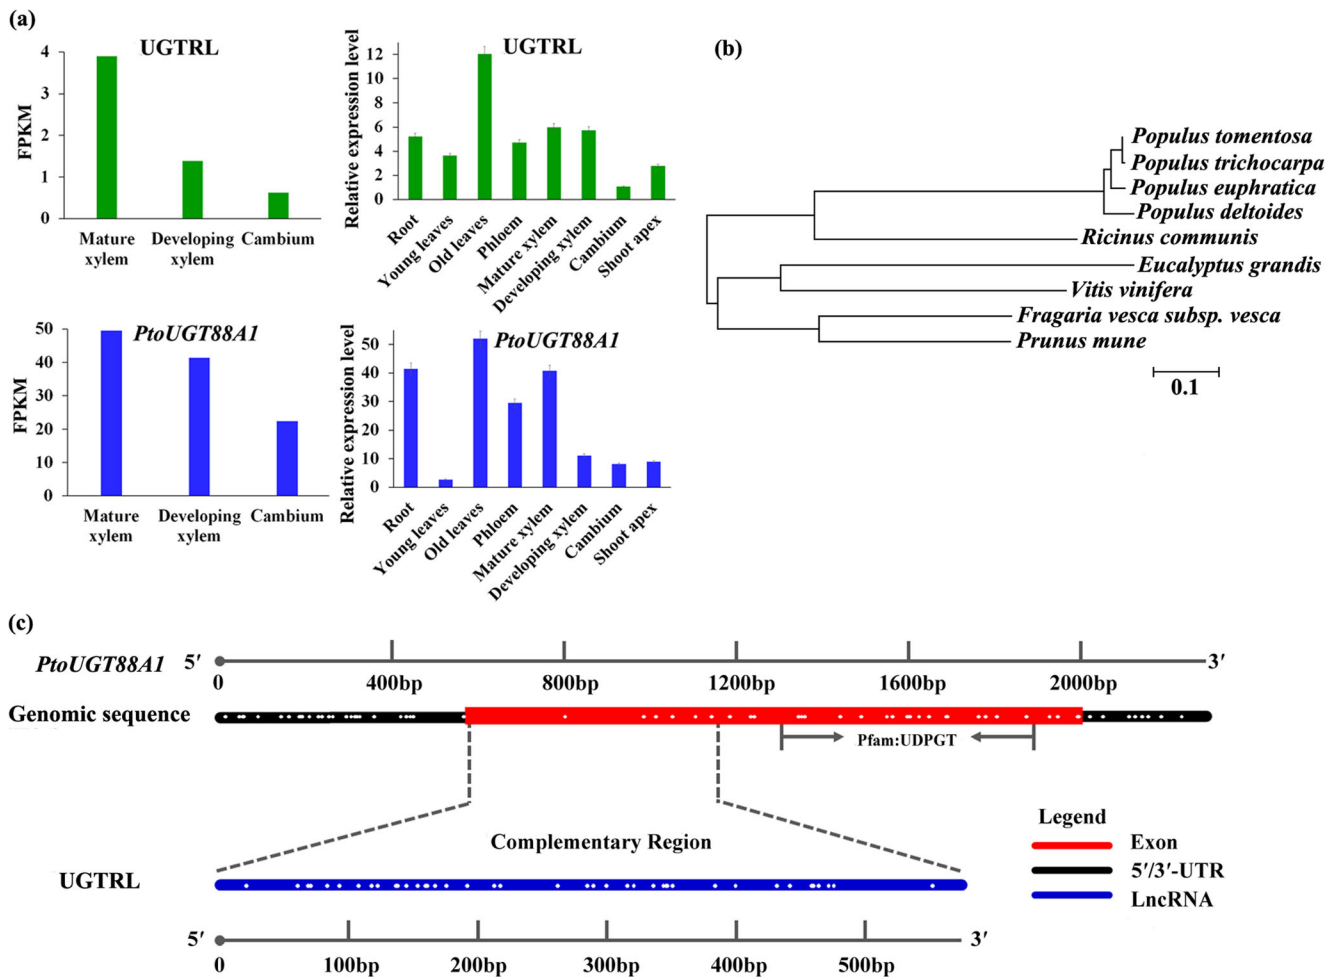 (a)
UGTRL
FPKM
4
3
2
1
0
Mature xylem
Developing xylem
Cambium
UGTRL
Relative expression level
12
10
8
6
4
2
0
Root
Young leaves
Old leaves
Phloem
Mature xylem
Developing xylem
Cambium
Shoot apex
PtoUGT88A1
FPKM
50
40
30
20
10
0
Mature xylem
Developing xylem
Cambium
PtoUGT88A1
Relative expression level
50
40
30
20
10
0
Root
Young leaves
Old leaves
Phloem
Mature xylem
Developing xylem
Cambium
Shoot apex
(b)
Populus tomentosa
Populus trichocarpa
Populus euphratica
Populus deltoides
Ricinus communis
Eucalyptus grandis
Vitis vinifera
Fragaria vesca subsp. vesca
Prunus mune
0.1
(c)
PtoUGT88A1 5′ 3′
0 400bp 800bp 1200bp 1600bp 2000bp
Genomic sequence
Pfam:UDPGT
Complementary Region
Legend
Exon
5′/3′-UTR
LncRNA
UGTRL
5′ 3′
0 100bp 200bp 300bp 400bp 500bp